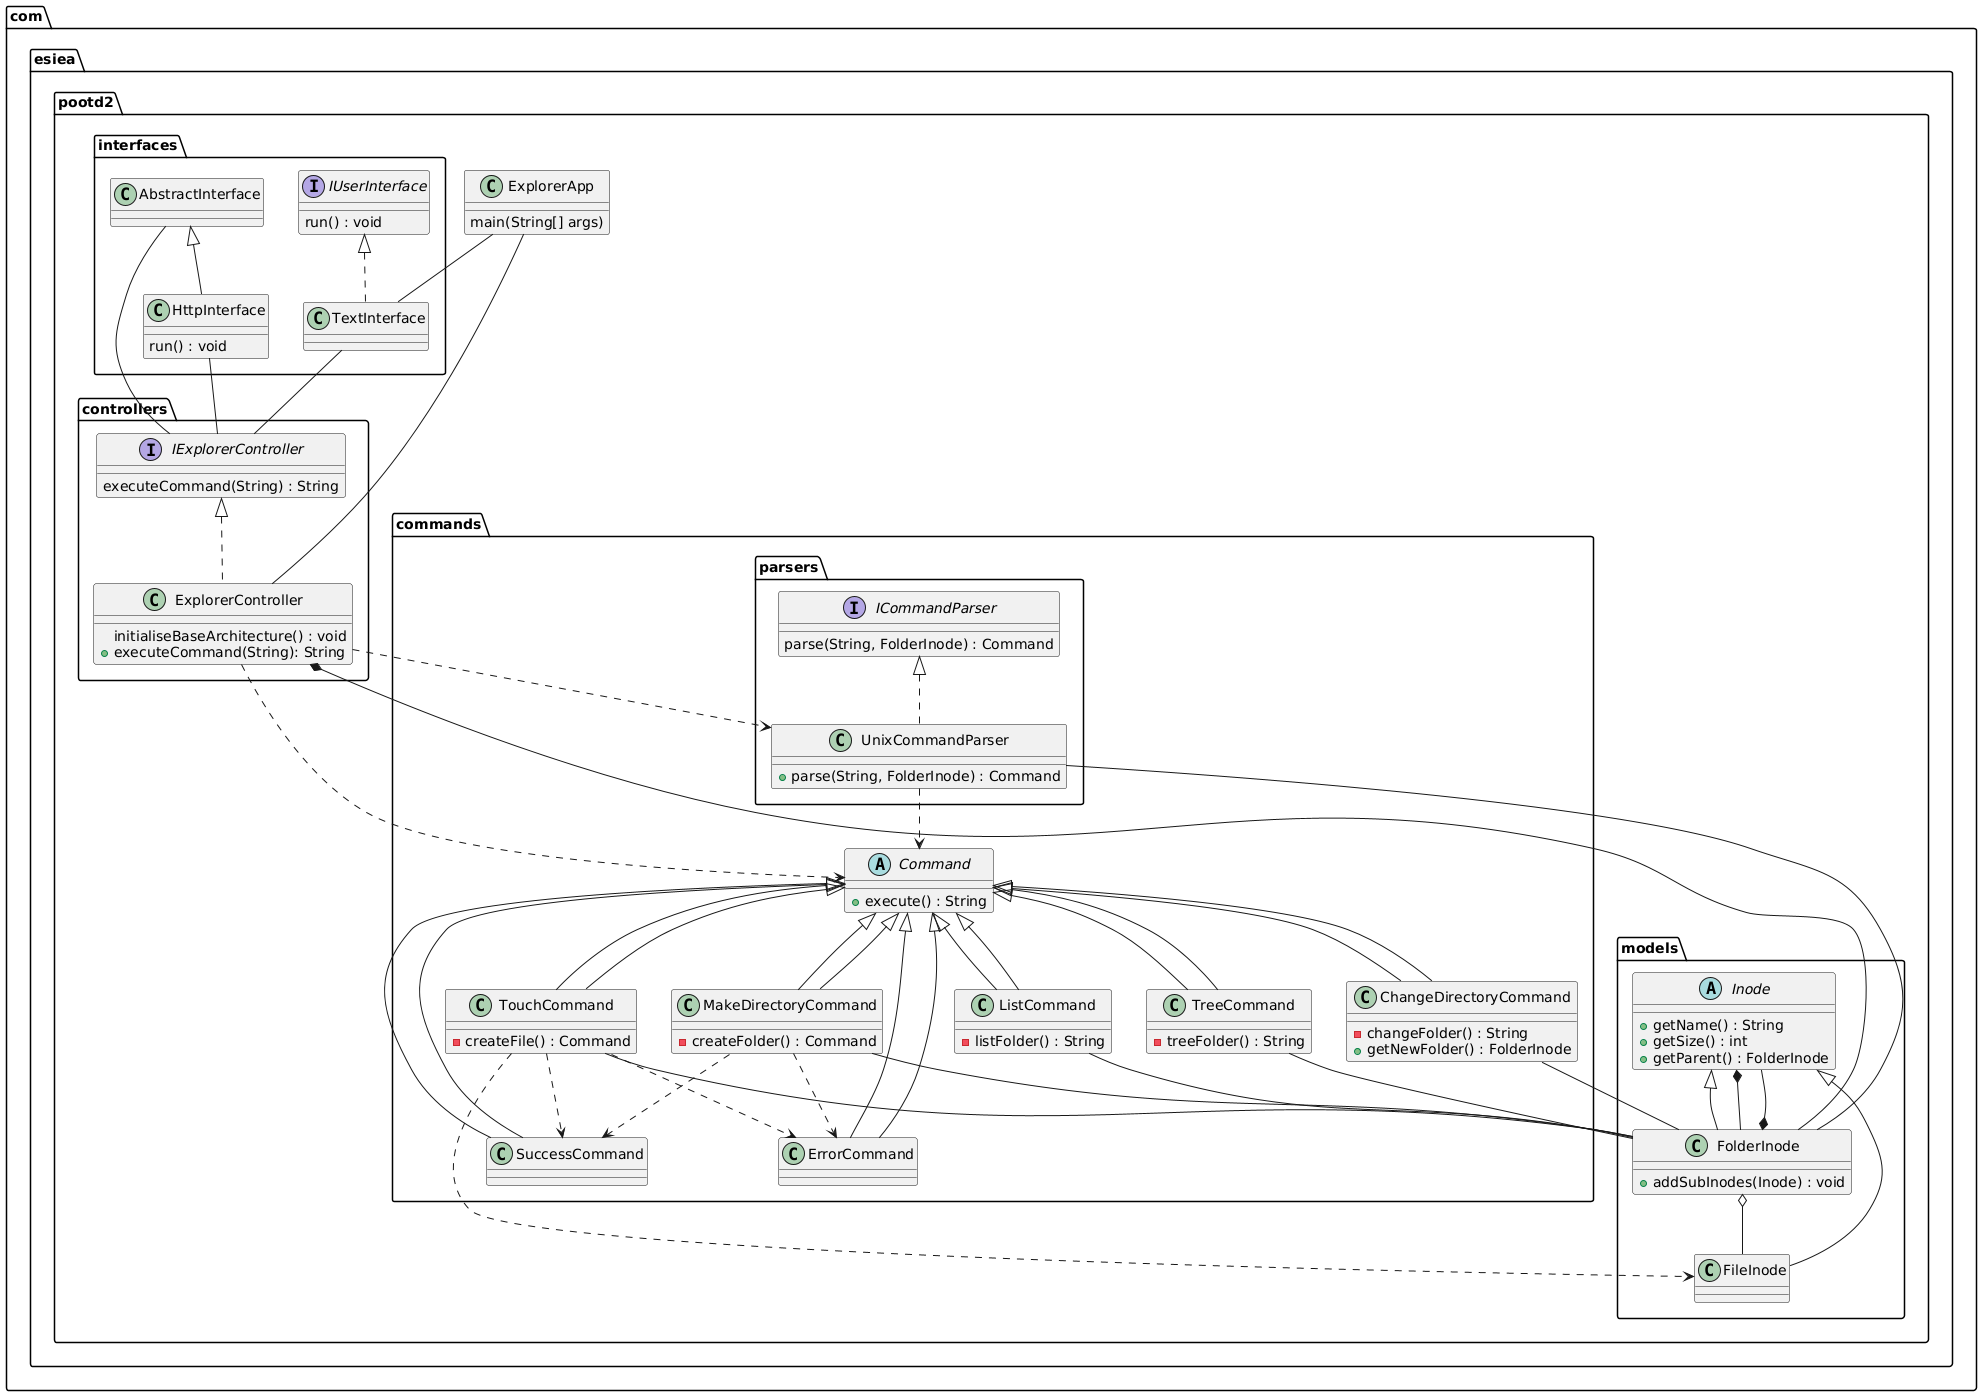 com
esiea
pootd2
interfaces
C AbstractInterface
I IUserInterface
run() : void
C ExplorerApp
main(String[] args)
C HttpInterface
run() : void
C TextInterface
controllers
I IExplorerController
executeCommand(String) : String
C ExplorerController
initialiseBaseArchitecture() : void
executeCommand(String): String
commands
parsers
I ICommandParser
parse(String, FolderInode) : Command
C UnixCommandParser
parse(String, FolderInode) : Command
A Command
execute() : String
C TouchCommand
createFile() : Command
C MakeDirectoryCommand
createFolder() : Command
C ListCommand
listFolder() : String
C TreeCommand
treeFolder() : String
C ChangeDirectoryCommand
changeFolder() : String
getNewFolder() : FolderInode
C SuccessCommand
C ErrorCommand
models
A Inode
getName() : String
getSize() : int
getParent() : FolderInode
C FolderInode
addSubInodes(Inode) : void
C FileInode